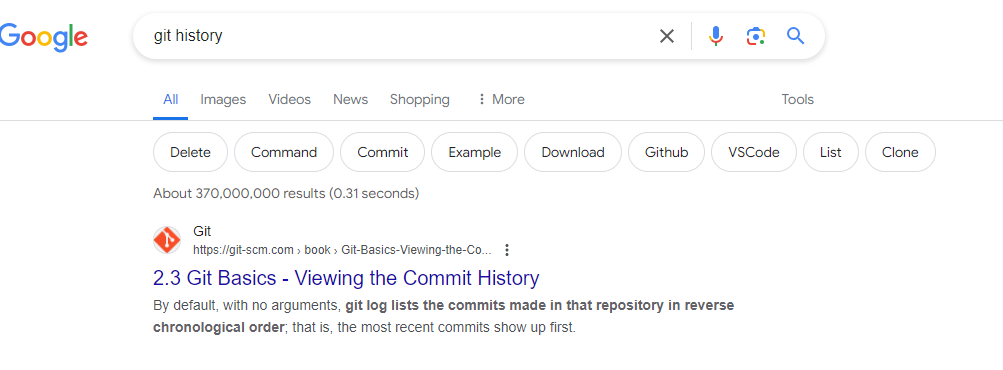 Google
git history
All Images Videos News Shopping More Tools
Delete Command Commit Example Download Github VSCode List Clone
About 370,000,000 results (0.31 seconds)
Git
https://git-scm.com › book › Git-Basics-Viewing-the-Co...
2.3 Git Basics - Viewing the Commit History
By default, with no arguments, git log lists the commits made in that repository in reverse
chronological order; that is, the most recent commits show up first.